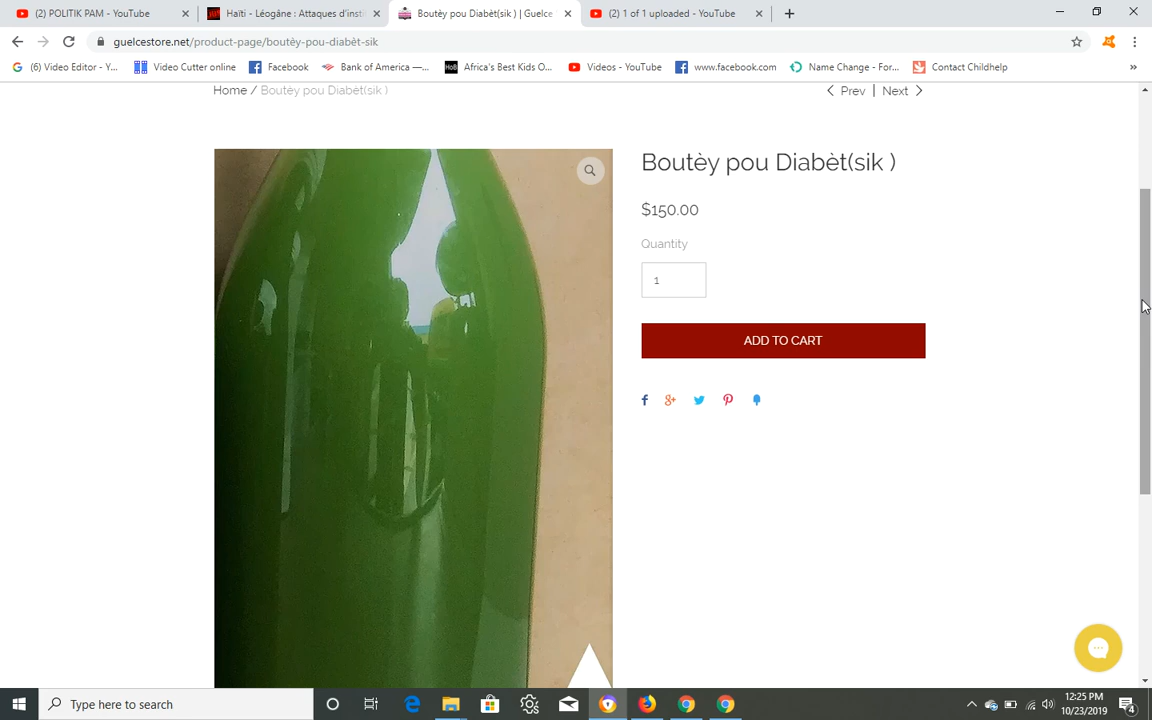 (2) POLITIK PAM - YouTube
Haïti - Léogâne : Attaques d'insti
Boutèy pou Diabèt(sik ) | Guelce
(2) 1 of 1 uploaded - YouTube
guelcestore.net/product-page/boutèy-pou-diabèt-sik
(6) Video Editor - Y...
Video Cutter online
Facebook
Bank of America —...
Africa's Best Kids O...
Videos - YouTube
www.facebook.com
Name Change - For...
Contact Childhelp
Home / Boutèy pou Diabèt(sik )
Prev | Next
Boutèy pou Diabèt(sik )
$150.00
Quantity
1
ADD TO CART
Type here to search
12:25 PM
10/23/2019
4